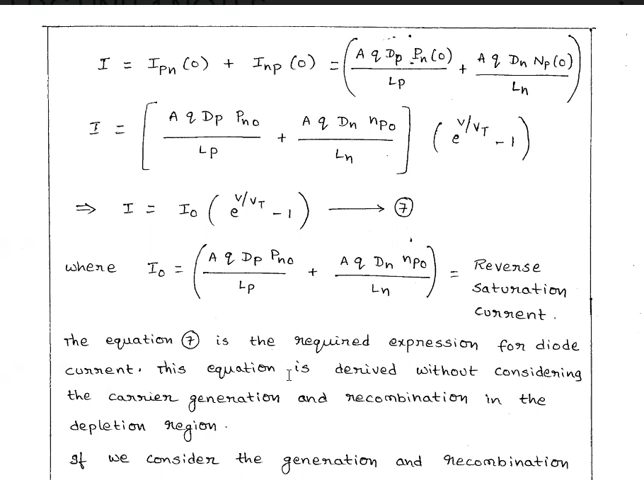 I = Ipn (0) + Inp (0) = (A q Dp Pn(0) / Lp + A q Dn Np(0) / Ln)
I = [A q Dp Pno / Lp + A q Dn npo / Ln] (e^V/VT - 1)
⇒ I = Io (e^V/VT - 1) ⟶ ⑦
where Io = (A q Dp Pno / Lp + A q Dn npo / Ln) = Reverse
saturation
current.
The equation ⑦ is the required expression for diode
current. This equation is derived without considering
the carrier generation and recombination in the
depletion region.
If we consider the generation and recombination